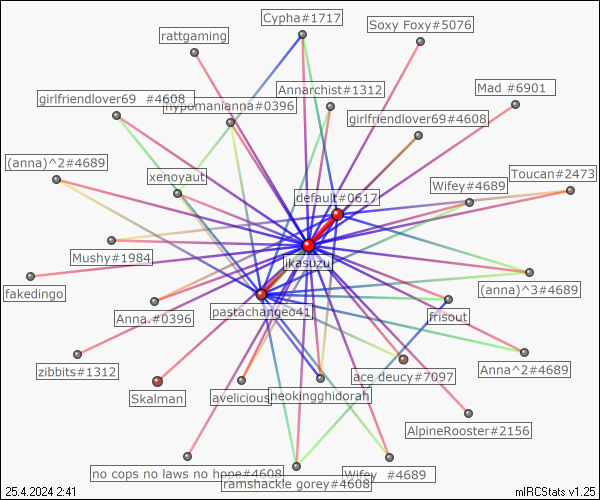 Cypha#1717
Soxy Foxy#5076
rattgaming
Annarchist#1312
Mad #6901
girlfriendlover69 #4608
hypomanianna#0396
girlfriendlover69#4608
(anna)^2#4689
xenoyaut
Wifey#4689
Toucan#2473
default#0617
Mushy#1984
ikasuzu
fakedingo
(anna)^3#4689
Anna.#0396
pastachangeo41
frisout
zibbits#1312
Skalman
avelicious
neokingghidorah
ace deucy#7097
Anna^2#4689
AlpineRooster#2156
no cops no laws no hope#4608
ramshackle gorey#4608
Wifey #4689
25.4.2024 2:41
mIRCStats v1.25